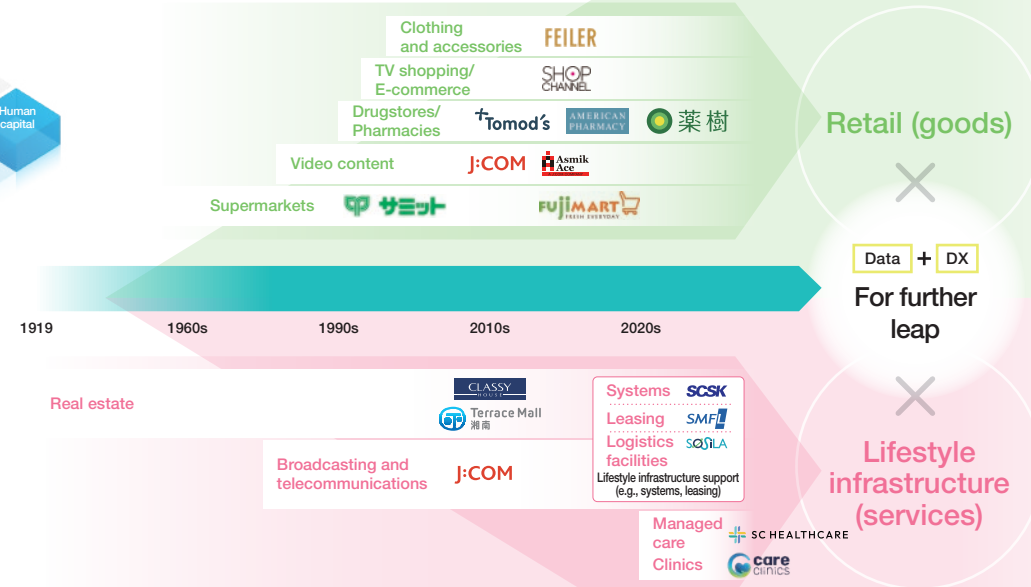 Human
capital
Clothing
and accessories
FEILER
TV shopping/
E-commerce
SHOP
CHANNEL
Drugstores/
Pharmacies
Tomod's
AMERICAN
PHARMACY
薬樹
Video content
J:COM
Asmik
Ace
Supermarkets
サミット
FUJIMART
FRESH EVERYDAY
Retail (goods)
Data + DX
For further
leap
1919
1960s
1990s
2010s
2020s
Real estate
CLASSY
HOUSE
Terrace Mall
湘南
Broadcasting and
telecommunications
J:COM
Systems
SCSK
Leasing
SMFL
Logistics
facilities
SOSiLA
Lifestyle infrastructure support
(e.g., systems, leasing)
Managed
care
SC HEALTHCARE
Clinics
care
clinics
Lifestyle
infrastructure
(services)